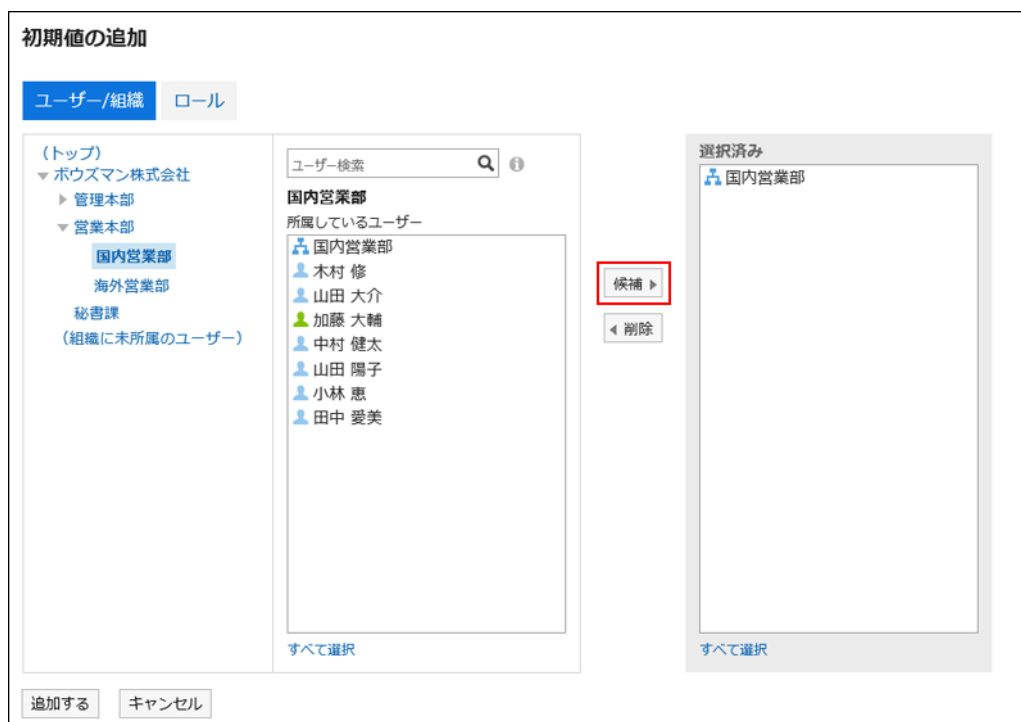 初期値の追加
ユーザー/組織
ロール
(トップ)
ボウズマン株式会社
管理本部
営業本部
国内営業部
海外営業部
秘書課
(組織に未所属のユーザー)
ユーザー検索
国内営業部
所属しているユーザー
国内営業部
木村 修
山田 大介
加藤 大輔
中村 健太
山田 陽子
小林 恵
田中 愛美
すべて選択
候補
削除
選択済み
国内営業部
すべて選択
追加する
キャンセル